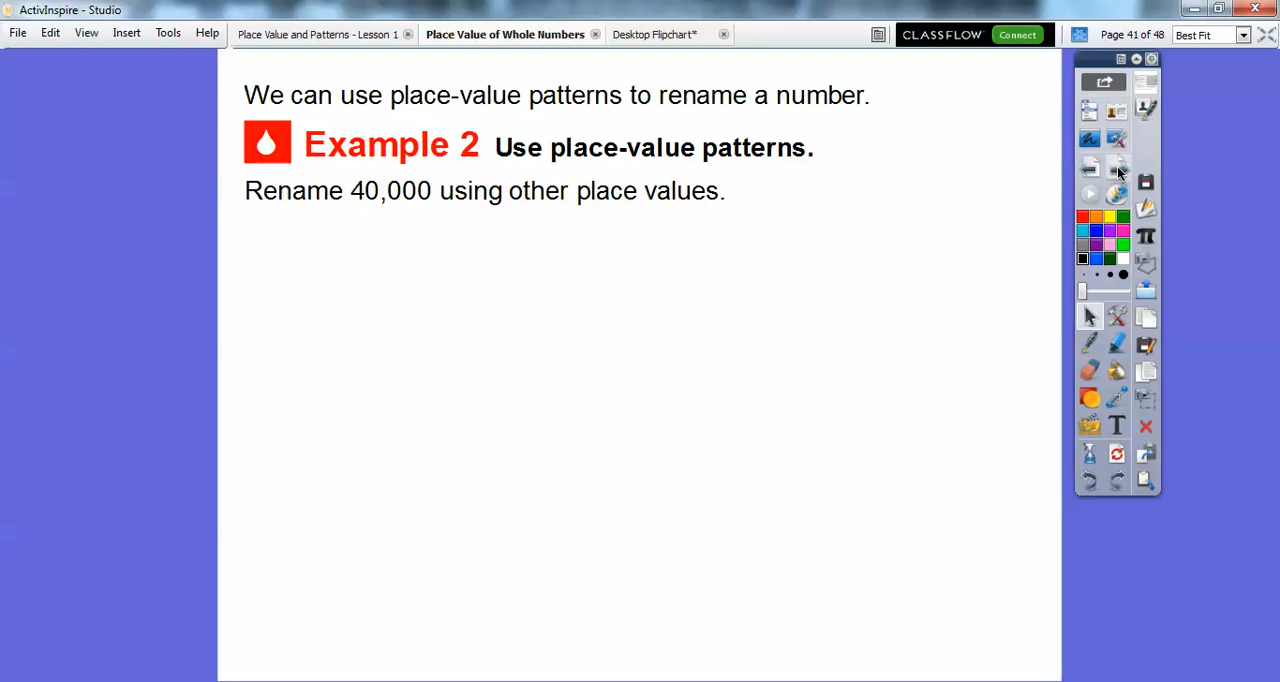 ActivInspire - Studio
File Edit View Insert Tools Help
Place Value and Patterns - Lesson 1 Place Value of Whole Numbers Desktop Flipchart*
CLASSFLOW Connect
Page 41 of 48 Best Fit
We can use place-value patterns to rename a number.
Example 2 Use place-value patterns.
Rename 40,000 using other place values.